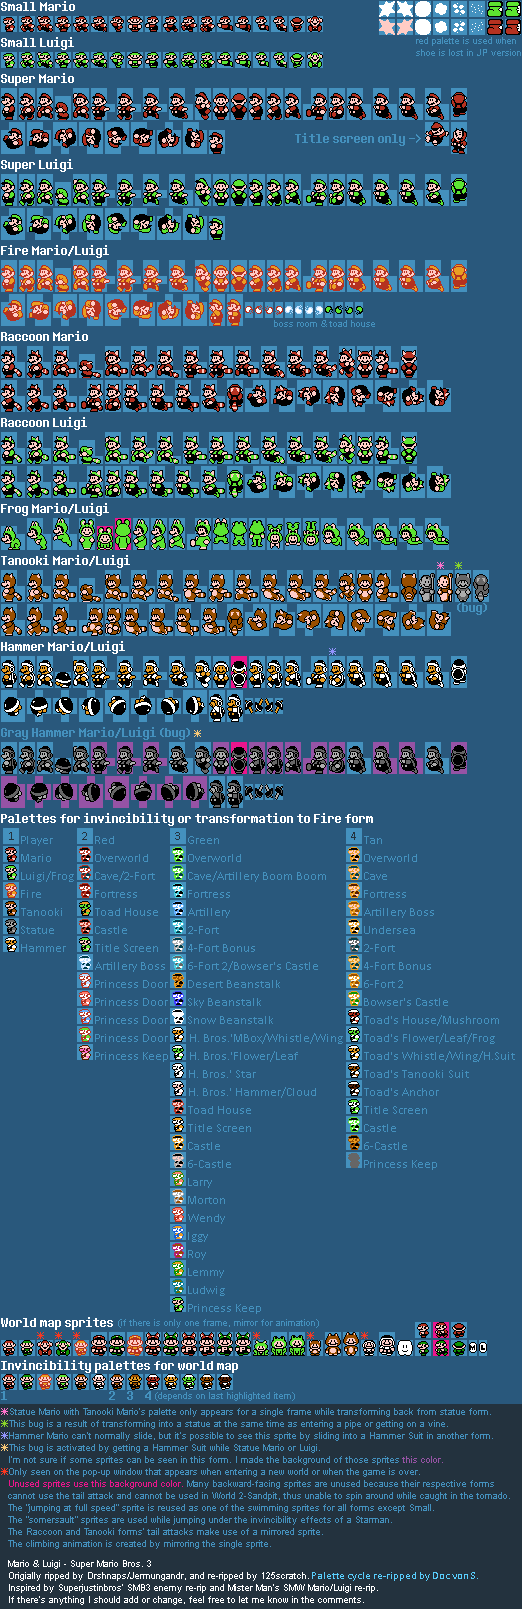 Small Mario
Small Luigi
red palette is used when
shoe is lost in JP version
Super Mario
Title screen only ->
Super Luigi
Fire Mario/Luigi
boss room & toad house
Raccoon Mario
Raccoon Luigi
Frog Mario/Luigi
Tanooki Mario/Luigi
(bug)
Hammer Mario/Luigi
Gray Hammer Mario/Luigi (bug)
Palettes for invincibility or transformation to Fire form
1 Player
Mario
Luigi/Frog
Fire
Tanooki
Statue
Hammer
2 Red
Overworld
Cave/2-Fort
Fortress
Toad House
Castle
Title Screen
Artillery Boss
Princess Door
Princess Door
Princess Door
Princess Door
Princess Keep
3 Green
Overworld
Cave/Artillery Boom Boom
Fortress
Artillery
2-Fort
4-Fort Bonus
6-Fort 2/Bowser's Castle
Desert Beanstalk
Sky Beanstalk
Snow Beanstalk
H. Bros.'MBox/Whistle/Wing
H. Bros.'Flower/Leaf
H. Bros.' Star
H. Bros.' Hammer/Cloud
Toad House
Title Screen
Castle
6-Castle
Larry
Morton
Wendy
Iggy
Roy
Lemmy
Ludwig
Princess Keep
4 Tan
Overworld
Cave
Fortress
Artillery Boss
Undersea
2-Fort
4-Fort Bonus
6-Fort 2
Bowser's Castle
Toad's House/Mushroom
Toad's Flower/Leaf/Frog
Toad's Whistle/Wing/H.Suit
Toad's Tanooki Suit
Toad's Anchor
Title Screen
Castle
6-Castle
Princess Keep
World map sprites (if there is only one frame, mirror for animation)
Invincibility palettes for world map
1 2 3 4 (depends on last highlighted item)
Statue Mario with Tanooki Mario's palette only appears for a single frame while transforming back from statue form.
This bug is a result of transforming into a statue at the same time as entering a pipe or getting on a vine.
Hammer Mario can't normally slide, but it's possible to see this sprite by sliding into a Hammer Suit in another form.
This bug is activated by getting a Hammer Suit while Statue Mario or Luigi.
I'm not sure if some sprites can be seen in this form. I made the background of those sprites this color.
Only seen on the pop-up window that appears when entering a new world or when the game is over.
Unused sprites use this background color. Many backward-facing sprites are unused because their respective forms
cannot use the tail attack and cannot be used in World 2-Sandpit, thus unable to spin around while caught in the tornado.
The "jumping at full speed" sprite is reused as one of the swimming sprites for all forms except Small.
The "somersault" sprites are used while jumping under the invincibility effects of a Starman.
The Raccoon and Tanooki forms' tail attacks make use of a mirrored sprite.
The climbing animation is created by mirroring the single sprite.
Mario & Luigi - Super Mario Bros. 3
Origially ripped by Drshnaps/Jermungandr, and re-ripped by 125scratch. Palette cycle re-ripped by Doc von S.
Inspired by Superjustinbros' SMB3 enemy re-rip and Mister Man's SMW Mario/Luigi re-rip.
If there's anything I should add or change, feel free to let me know in the comments.